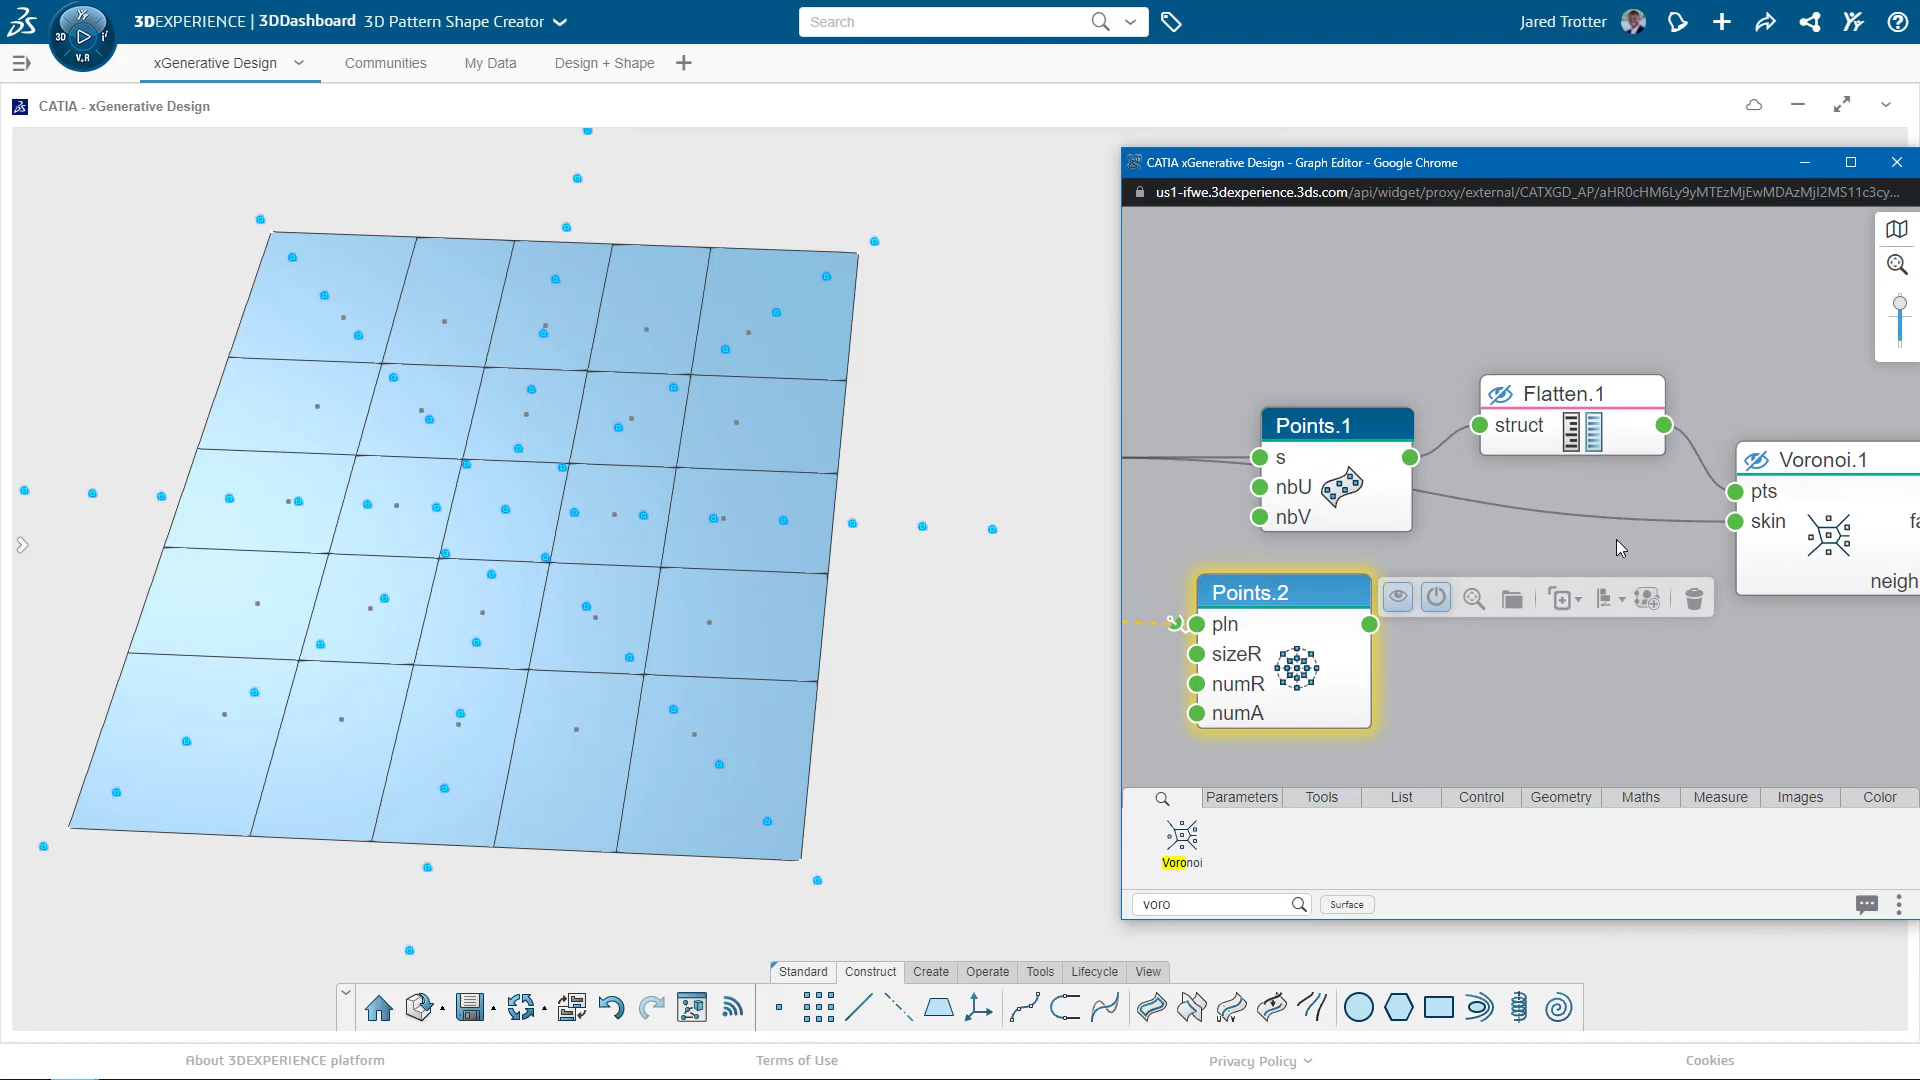 3DEXPERIENCE | 3DDashboard 3D Pattern Shape Creator
Search
Jared Trotter
3D
V.R
xGenerative Design
Communities
My Data
Design + Shape
CATIA - xGenerative Design
CATIA xGenerative Design - Graph Editor - Google Chrome
us1-ifwe.3dexperience.3ds.com/api/widget/proxy/external/CATXGD_AP/aHR0cHM6Ly9yMTEzMjEwMDAzMjI2MS11c3cy...
Flatten.1
struct
Points.1
s
nbU
nbV
Voronoi.1
pts
skin
fa
neigh
Points.2
pln
sizeR
numR
numA
Parameters
Tools
List
Control
Geometry
Maths
Measure
Images
Color
Voronoi
voro
Surface
Standard
Construct
Create
Operate
Tools
Lifecycle
View
About 3DEXPERIENCE platform
Terms of Use
Privacy Policy
Cookies